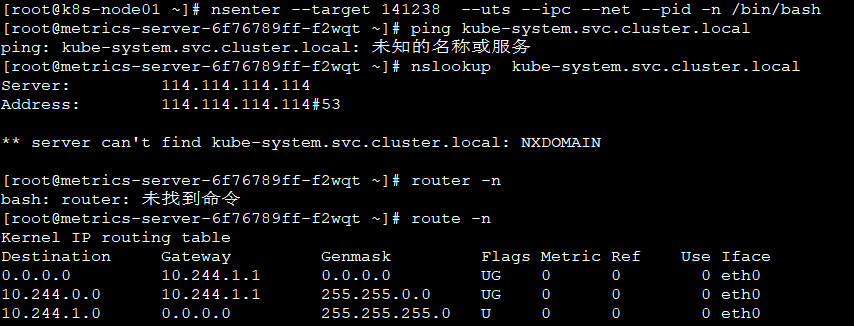 [root@k8s-node01 ~]# nsenter --target 141238  --uts --ipc --net --pid -n /bin/bash
[root@metrics-server-6f76789ff-f2wqt ~]# ping kube-system.svc.cluster.local
ping: kube-system.svc.cluster.local: 未知的名称或服务
[root@metrics-server-6f76789ff-f2wqt ~]# nslookup  kube-system.svc.cluster.local
Server:         114.114.114.114
Address:        114.114.114.114#53

** server can't find kube-system.svc.cluster.local: NXDOMAIN

[root@metrics-server-6f76789ff-f2wqt ~]# router -n
bash: router: 未找到命令
[root@metrics-server-6f76789ff-f2wqt ~]# route -n
Kernel IP routing table
Destination     Gateway         Genmask         Flags Metric Ref    Use Iface
0.0.0.0         10.244.1.1      0.0.0.0         UG    0      0        0 eth0
10.244.0.0      10.244.1.1      255.255.0.0     UG    0      0        0 eth0
10.244.1.0      0.0.0.0         255.255.255.0   U     0      0        0 eth0